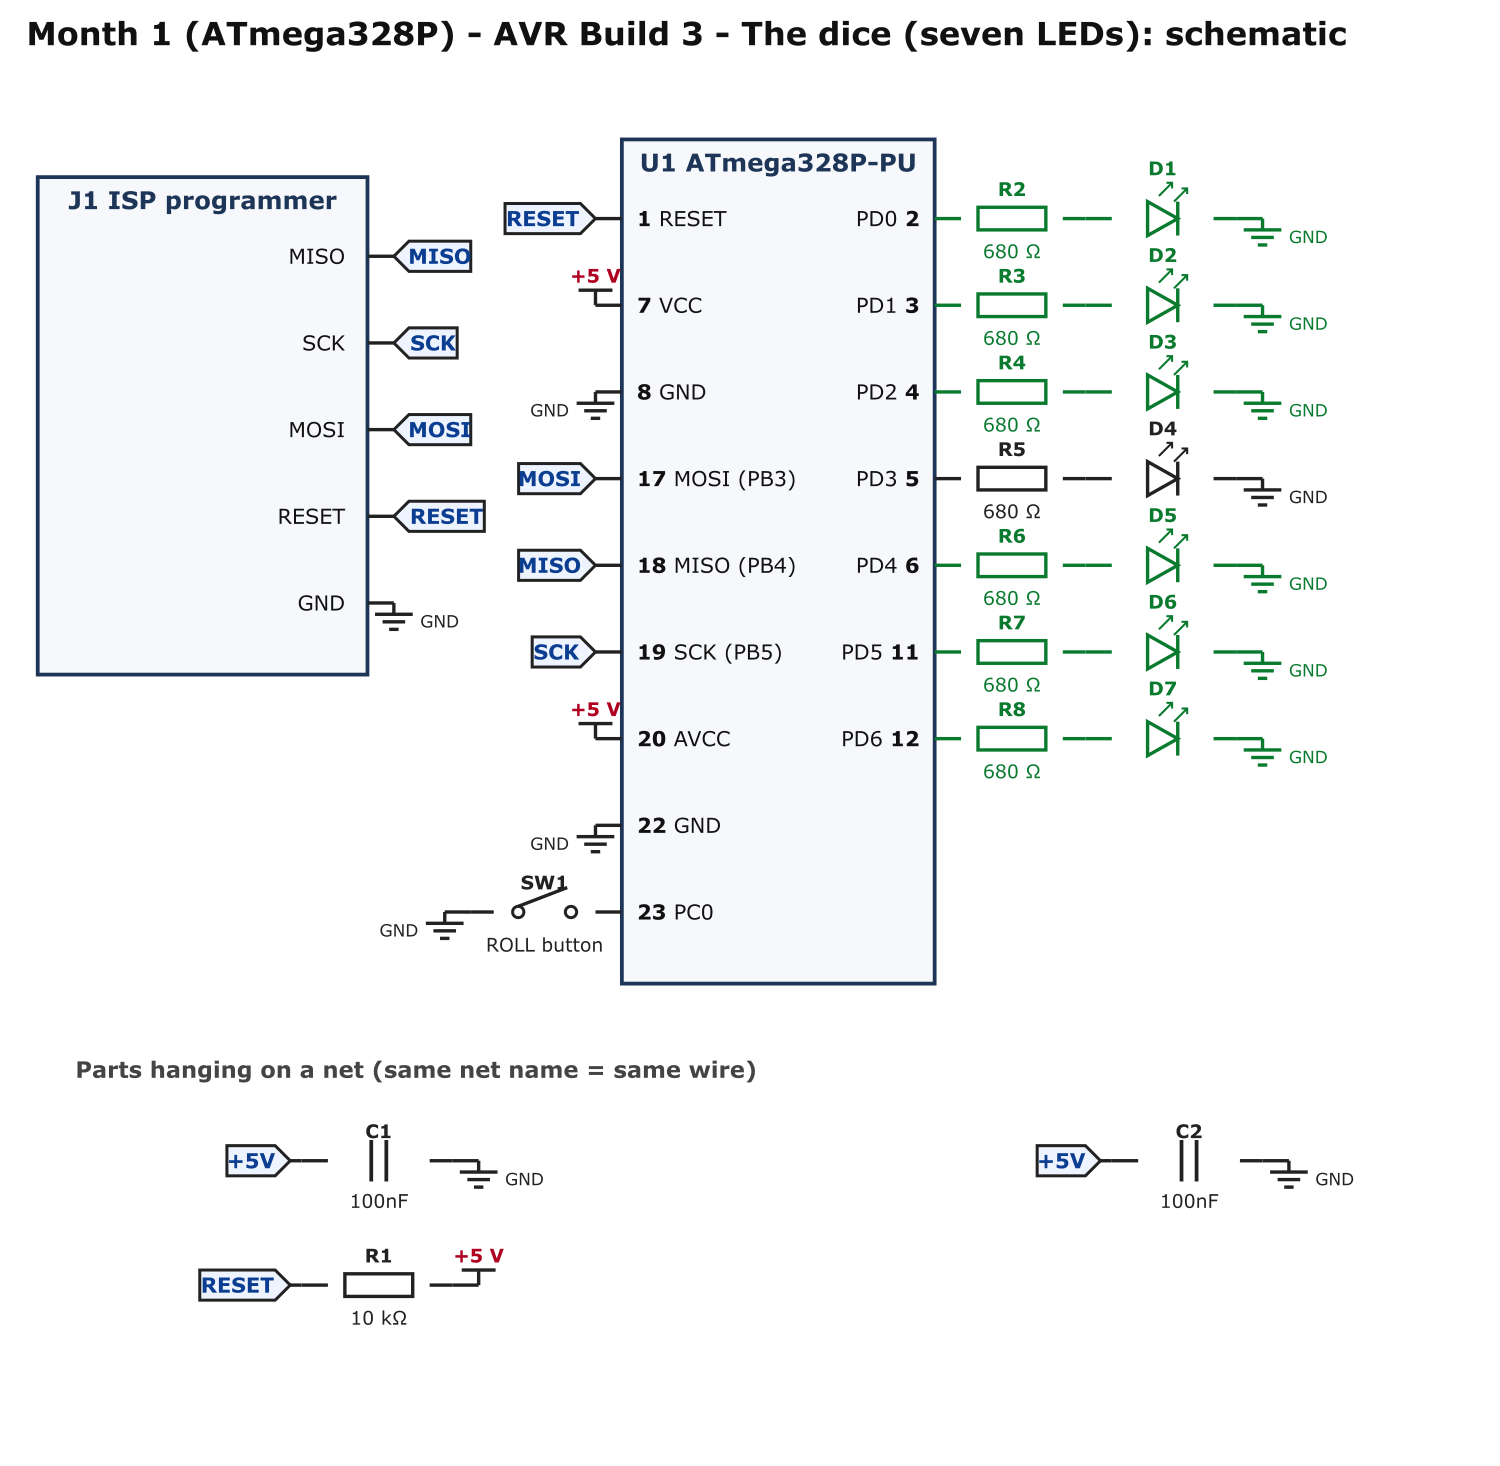 Month 1 (ATmega328P) - AVR Build 3 - The dice (seven LEDs): schematic
J1 ISP programmer
MISO
MISO
SCK
SCK
MOSI
MOSI
RESET
RESET
GND
GND
U1 ATmega328P-PU
RESET
1 RESET
+5 V
7 VCC
GND
8 GND
MOSI
17 MOSI (PB3)
MISO
18 MISO (PB4)
SCK
19 SCK (PB5)
+5 V
20 AVCC
GND
22 GND
SW1
GND
ROLL button
23 PC0
PD0 2
R2
680 Ω
D1
GND
PD1 3
R3
680 Ω
D2
GND
PD2 4
R4
680 Ω
D3
GND
PD3 5
R5
680 Ω
D4
GND
PD4 6
R6
680 Ω
D5
GND
PD5 11
R7
680 Ω
D6
GND
PD6 12
R8
680 Ω
D7
GND
Parts hanging on a net (same net name = same wire)
C1
+5V
GND
100nF
C2
+5V
GND
100nF
R1
+5 V
RESET
10 kΩ